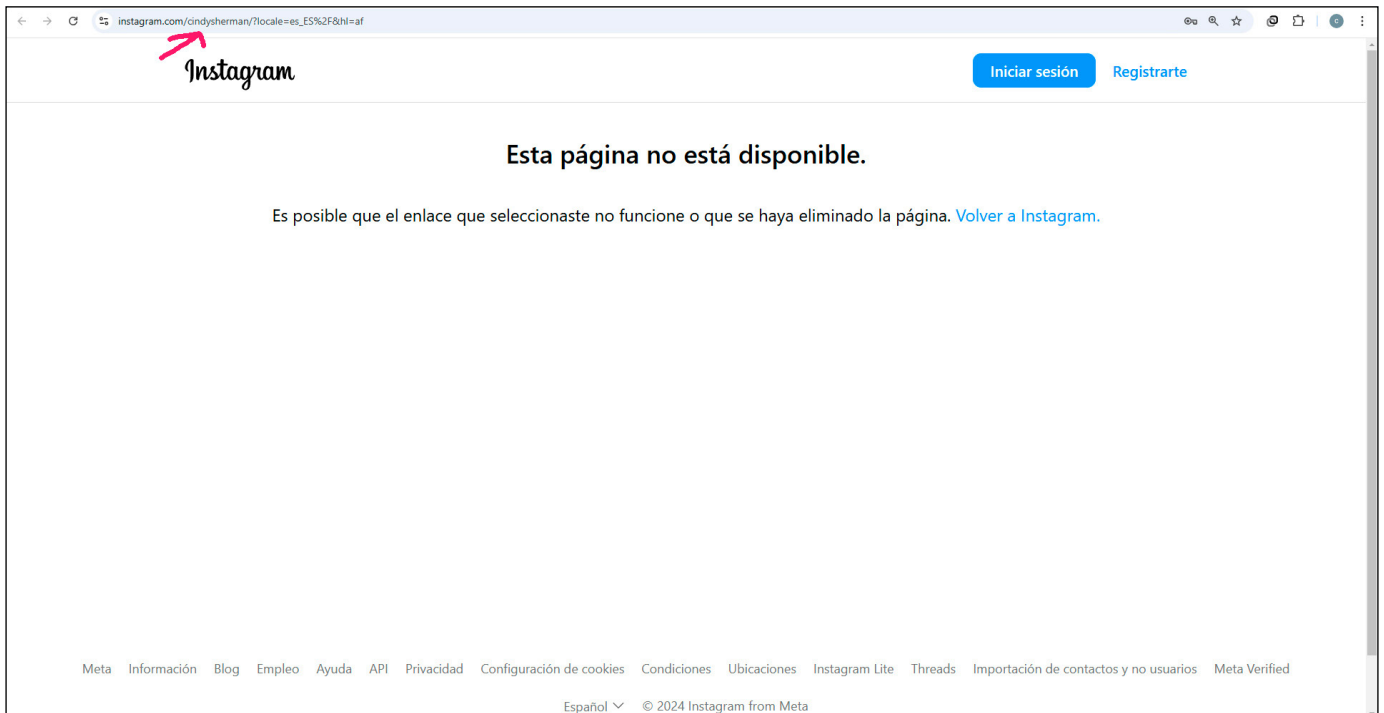 instagram.com/cindysherman/?locale=es_ES%2F&hl=af
Instagram
Iniciar sesión Registrarte
Esta página no está disponible.
Es posible que el enlace que seleccionaste no funcione o que se haya eliminado la página. Volver a Instagram.
Meta Información Blog Empleo Ayuda API Privacidad Configuración de cookies Condiciones Ubicaciones Instagram Lite Threads Importación de contactos y no usuarios Meta Verified
Español © 2024 Instagram from Meta